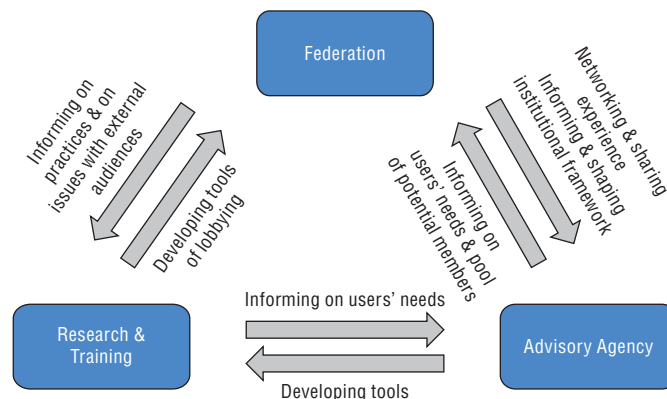 Federation
Informing on
practices & on
issues with external
audiences
Developing tools
of lobbying
Networking & sharing
experience
Informing & shaping
institutional framework
Informing on
users’ needs & pool
of potential members
Informing on users’ needs
Research &
Training
Advisory Agency
Developing tools